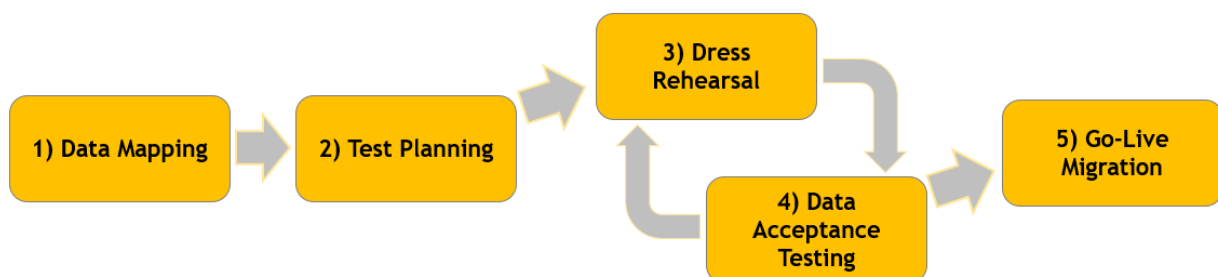 1) Data Mapping
2) Test Planning
3) Dress
Rehearsal
4) Data
Acceptance
Testing
5) Go-Live
Migration